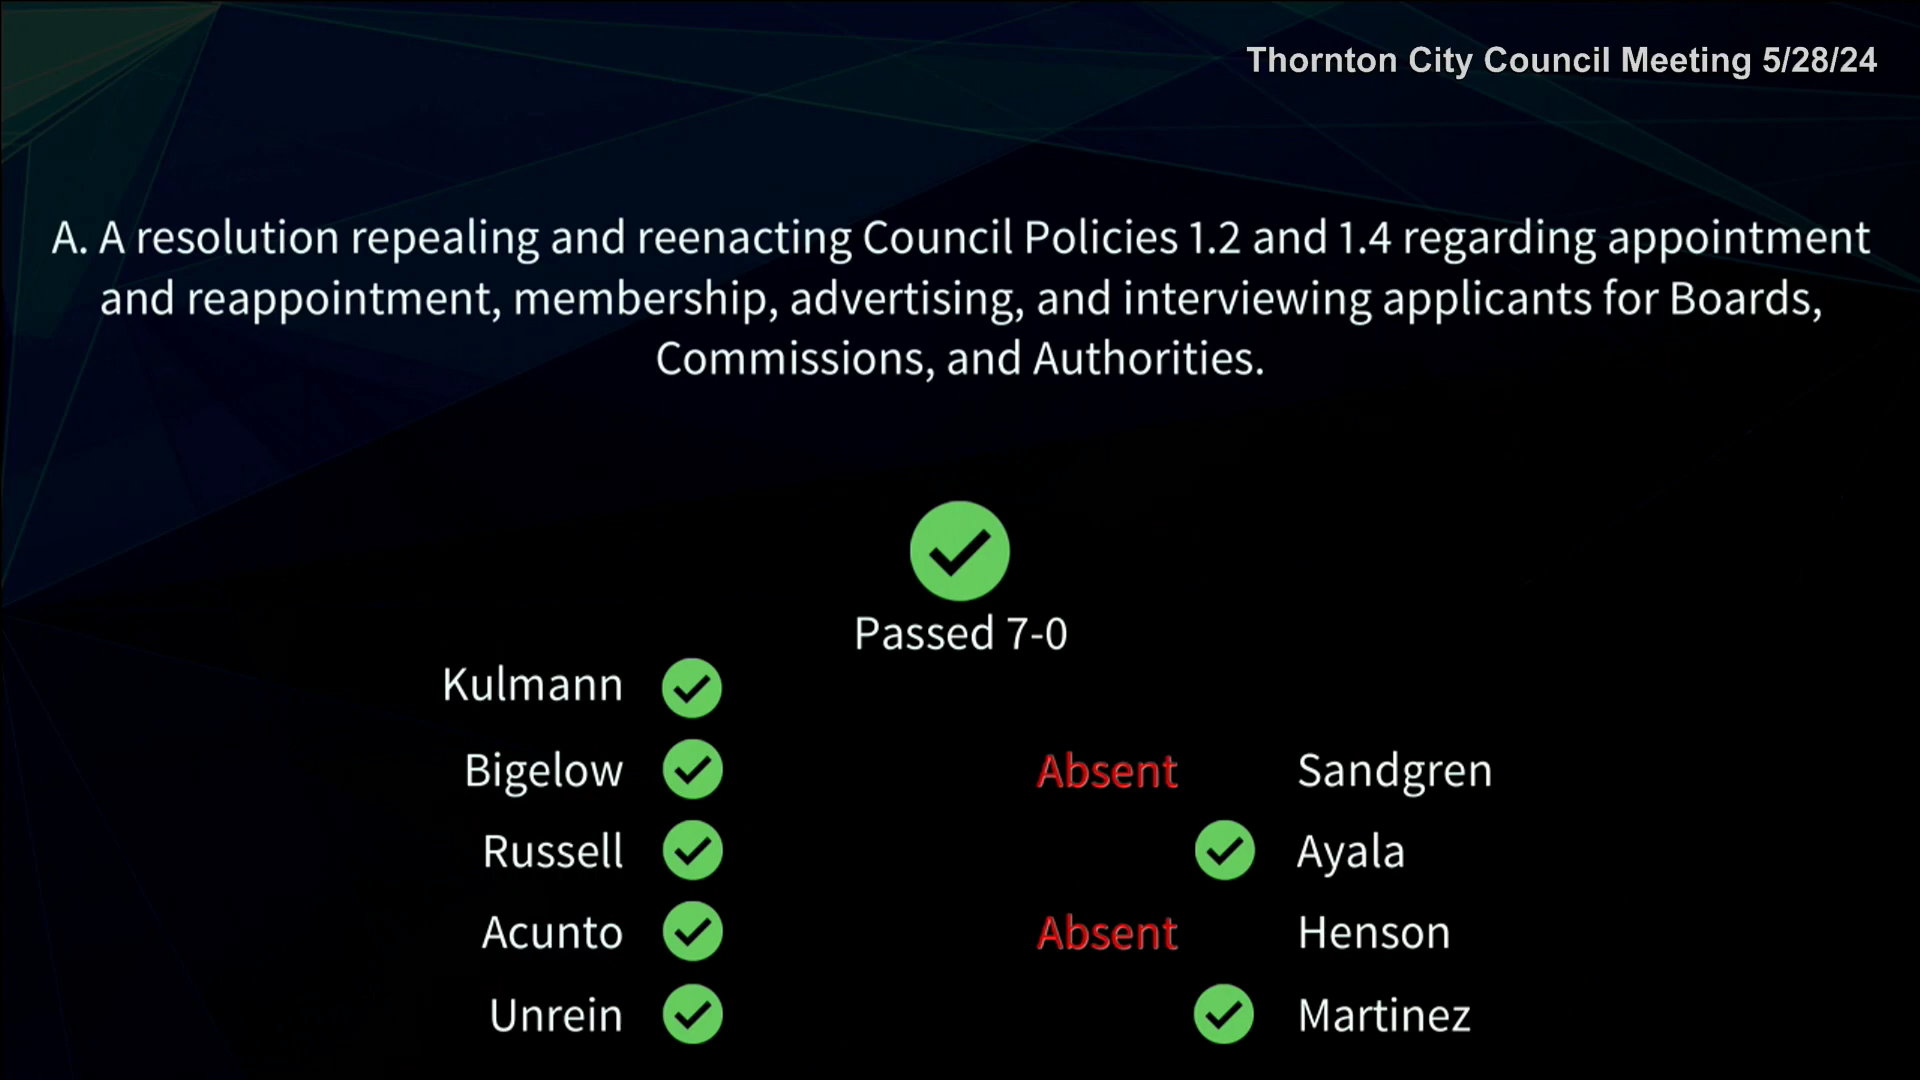 Thornton City Council Meeting 5/28/24
A. A resolution repealing and reenacting Council Policies 1.2 and 1.4 regarding appointment
and reappointment, membership, advertising, and interviewing applicants for Boards,
Commissions, and Authorities.
Passed 7-0
Kulmann
Bigelow
Absent Sandgren
Russell
Ayala
Acunto
Absent Henson
Unrein
Martinez